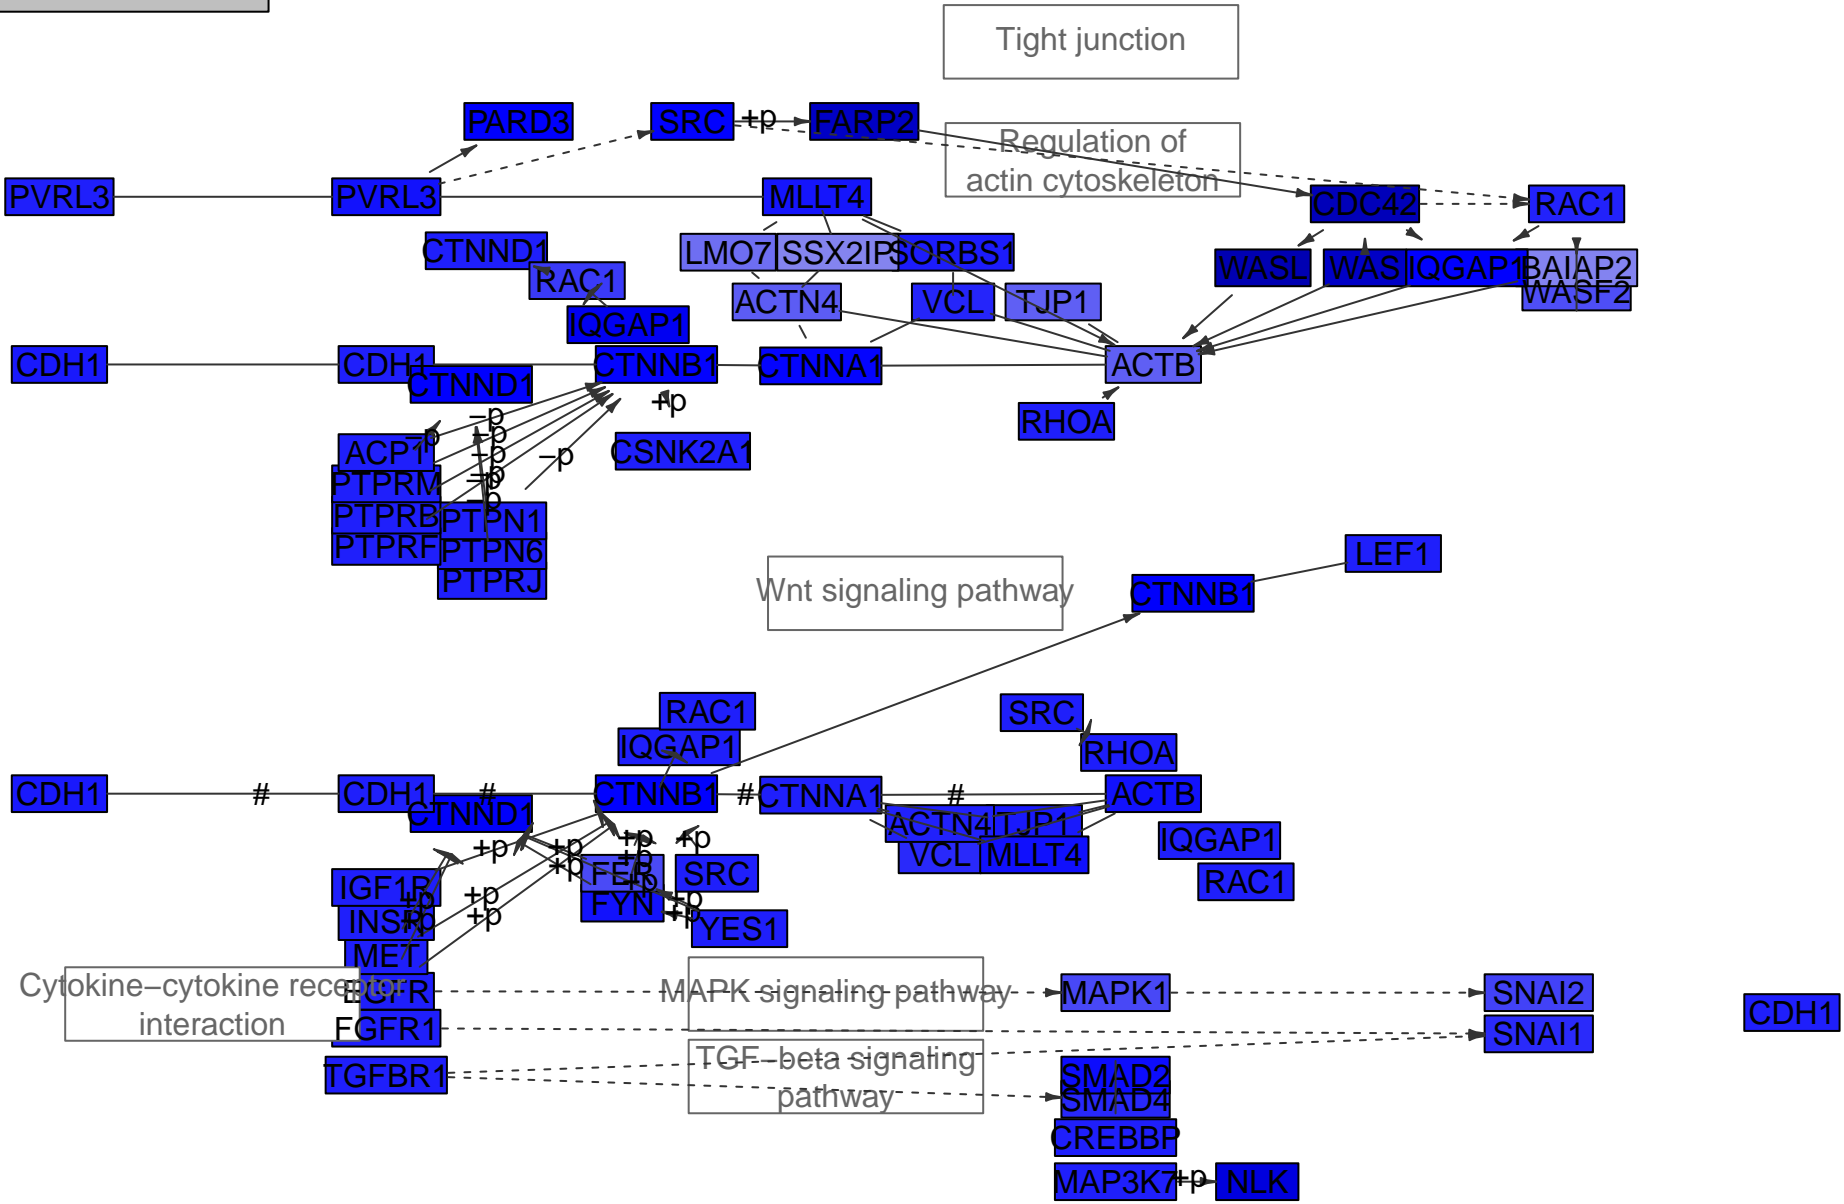 Tight junction
PARD3
SRC
+p
FARP2
Regulation of
actin cytoskeleton
PVRL3
PVRL3
MLLT4
CDC42
RAC1
CTNND1
LMO7
SSX2IP
SORBS1
WASL
WAS
IQGAP1
BAIAP2
RAC1
WASF2
ACTN4
VCL
TJP1
IQGAP1
CDH1
CDH1
CTNNB1
CTNNA1
ACTB
CTNND1
+p
−p
RHOA
−p
−p
ACP1
−p
−p
CSNK2A1
−p
−p
PTPRM
−p
PTPRB
PTPN1
PTPRF
PTPN6
PTPRJ
LEF1
Wnt signaling pathway
CTNNB1
RAC1
SRC
IQGAP1
RHOA
CDH1
#
CDH1
#
CTNNB1
#
CTNNA1
#
ACTB
CTNND1
ACTN4
TJP1
+p
+p
+p
+p
IQGAP1
+p
+p
VCL
MLLT4
FER
SRC
+p
RAC1
IGF1R
+p
+p
+p
FYN
+p
+p
INSR
+p
+p
YES1
MET
Cytokine−cytokine receptor
interaction
EGFR
MAPK signaling pathway
MAPK1
SNAI2
CDH1
FGFR1
SNAI1
TGF−beta signaling
pathway
TGFBR1
SMAD2
SMAD4
CREBBP
MAP3K7
+p
NLK